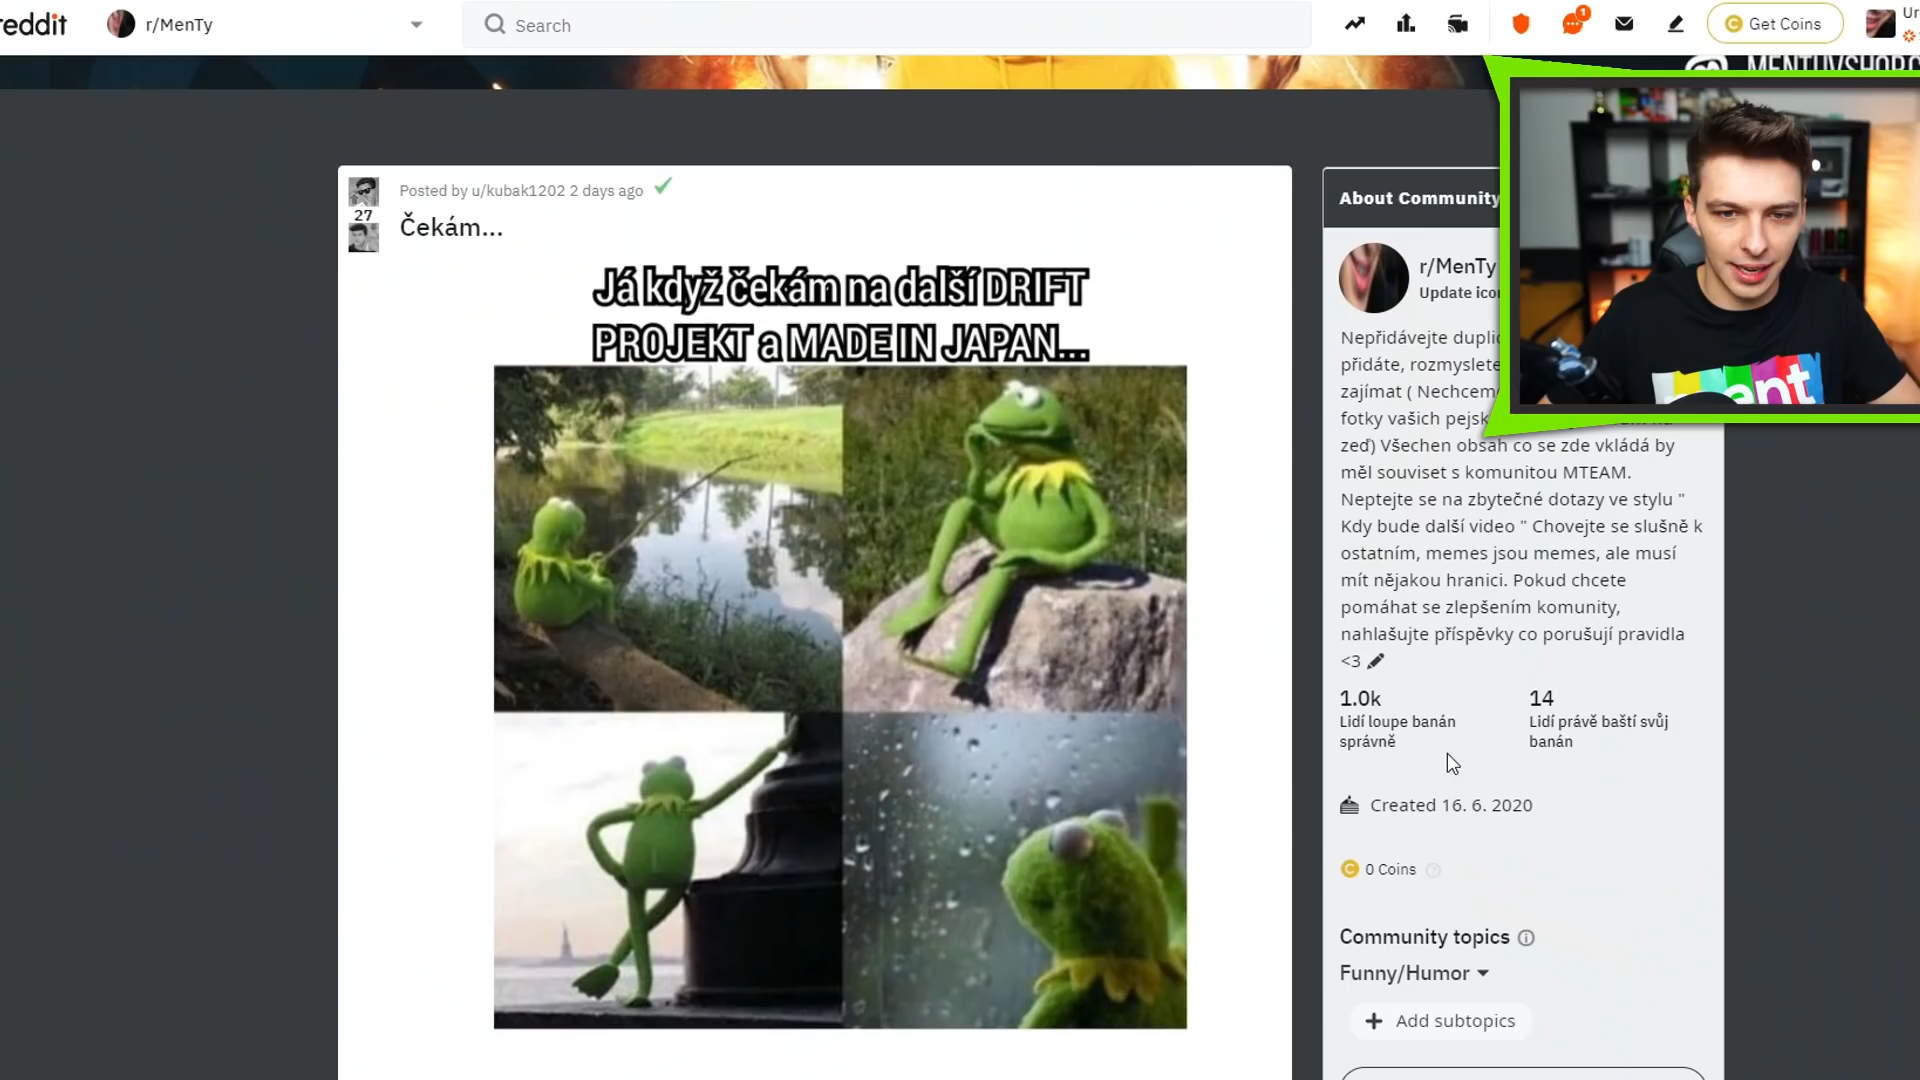 reddit
r/MenTy
Search
1
Get Coins
Posted by u/kubak1202 2 days ago
27
Čekám...
Já když čekám na další DRIFT
PROJEKT a MADE IN JAPAN...
About Community
r/MenTy
Update icon
Nepřidávejte
přidáte, rozmyslete
zajímat ( Nechceme
fotky vašich
zeď) Všechen obsah co se zde vkládá by
měl souviset s komunitou MTEAM.
Neptejte se na zbytečné dotazy ve stylu "
Kdy bude další video " Chovejte se slušně k
ostatním, memes jsou memes, ale musí
mít nějakou hranici. Pokud chcete
pomáhat se zlepšením komunity,
nahlašujte příspěvky co porušují pravidla
<3
1.0k
Lidí loupe banán
správně
14
Lidí právě baští svůj
banán
Created 16. 6. 2020
0 Coins
Community topics
Funny/Humor
+ Add subtopics